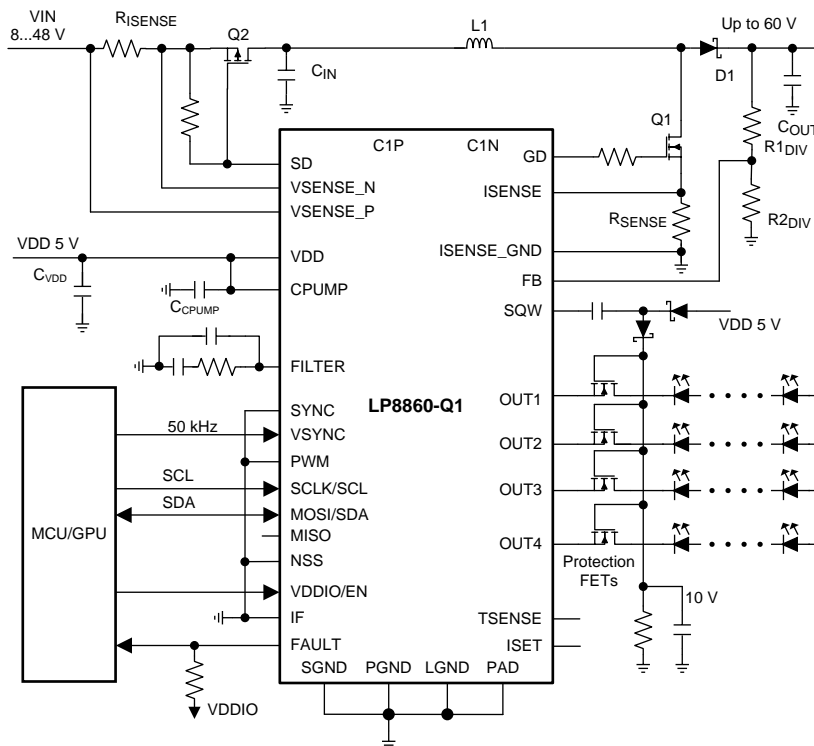 VIN
8...48 V
RISENSE
Q2
L1
Up to 60 V
CIN
D1
COUT
R1DIV
R2DIV
Q1
C1P
C1N
SD
VSENSE_N
VSENSE_P
VDD 5 V
CVDD
VDD
CPUMP
CCPUMP
FILTER
GD
ISENSE
RSENSE
ISENSE_GND
FB
SQW
VDD 5 V
LP8860-Q1
SYNC
50 kHz
VSYNC
PWM
SCL
SCLK/SCL
SDA
MOSI/SDA
MISO
MCU/GPU
NSS
VDDIO/EN
IF
FAULT
VDDIO
OUT1
OUT2
OUT3
OUT4
Protection
FETs
10 V
TSENSE
ISET
SGND
PGND
LGND
PAD